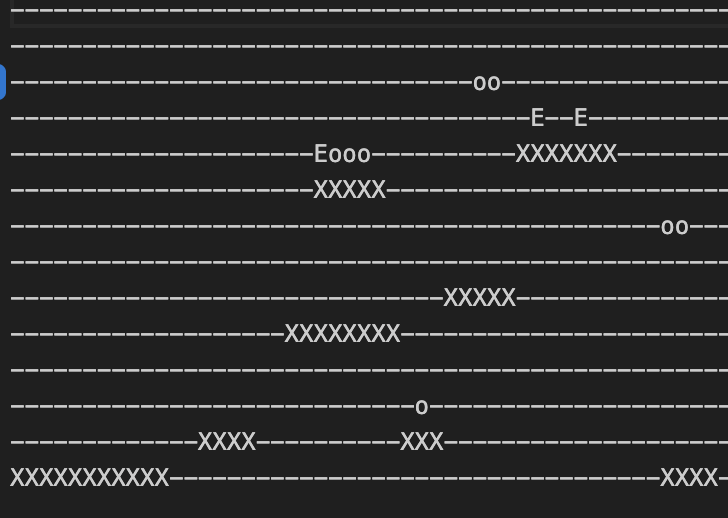 --------------------------------------------------
--------------------------------------------------
--------------------------------oo----------------
------------------------------------E--E----------
---------------------Eooo----------XXXXXXX--------
---------------------XXXXX------------------------
---------------------------------------------oo---
--------------------------------------------------
------------------------------XXXXX---------------
-------------------XXXXXXXX-----------------------
--------------------------------------------------
----------------------------o---------------------
-------------XXXX----------XXX--------------------
XXXXXXXXXXX----------------------------------XXXX-